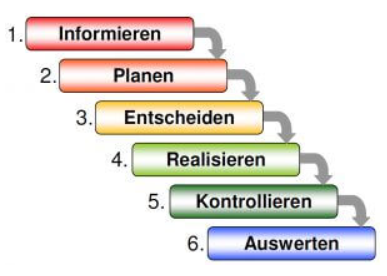 1. Informieren
2. Planen
3. Entscheiden
4. Realisieren
5. Kontrollieren
6. Auswerten